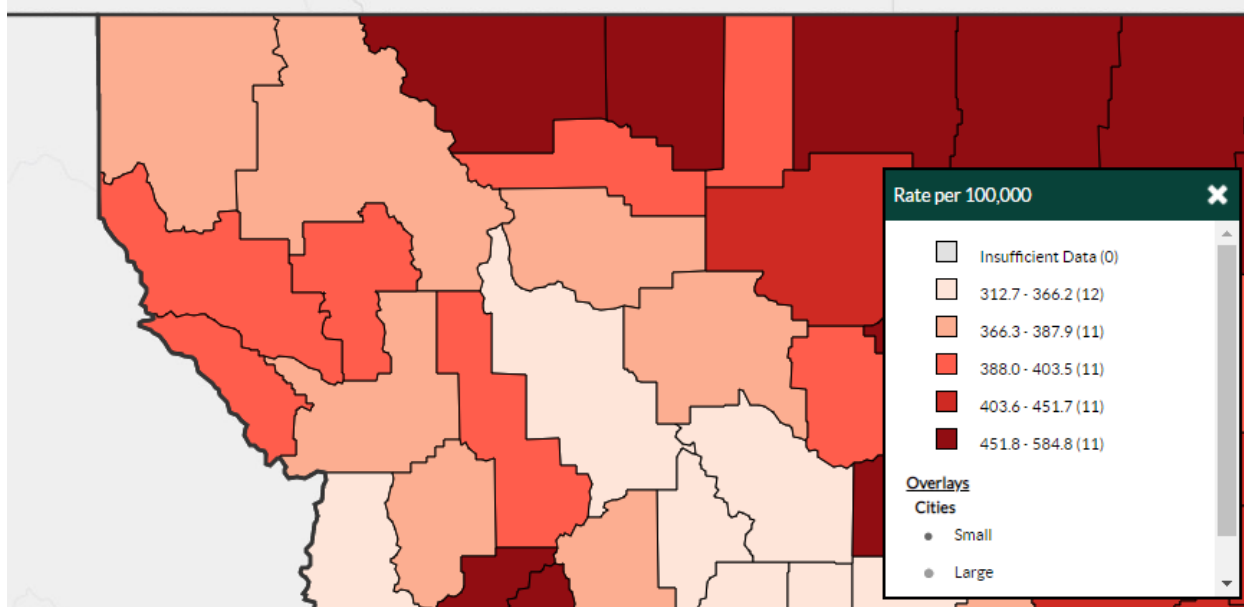 Rate per 100,000
Insufficient Data (0)
312.7 - 366.2 (12)
366.3 - 387.9 (11)
388.0 - 403.5 (11)
403.6 - 451.7 (11)
451.8 - 584.8 (11)
Overlays
Cities
Small
Large